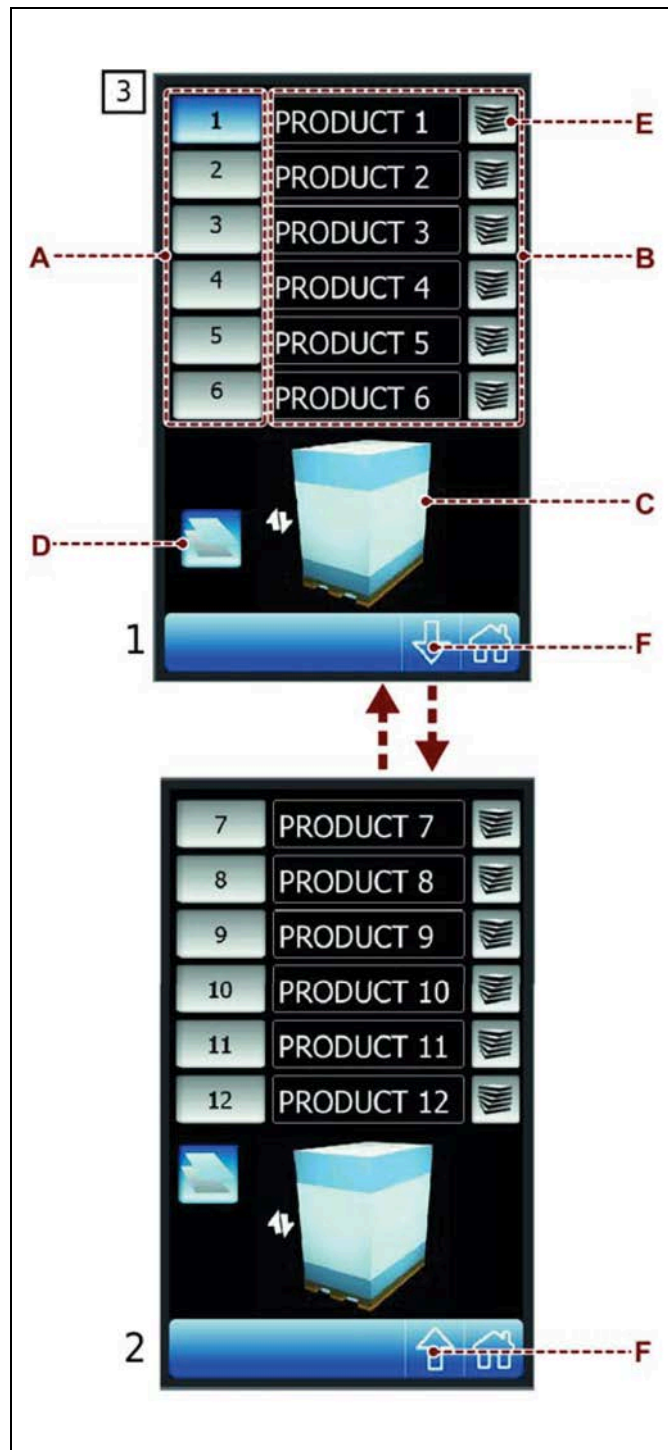 3
1 PRODUCT 1 E
2 PRODUCT 2
3 PRODUCT 3
A B
4 PRODUCT 4
5 PRODUCT 5
6 PRODUCT 6
C
D
1 F
7 PRODUCT 7
8 PRODUCT 8
9 PRODUCT 9
10 PRODUCT 10
11 PRODUCT 11
12 PRODUCT 12
2 F